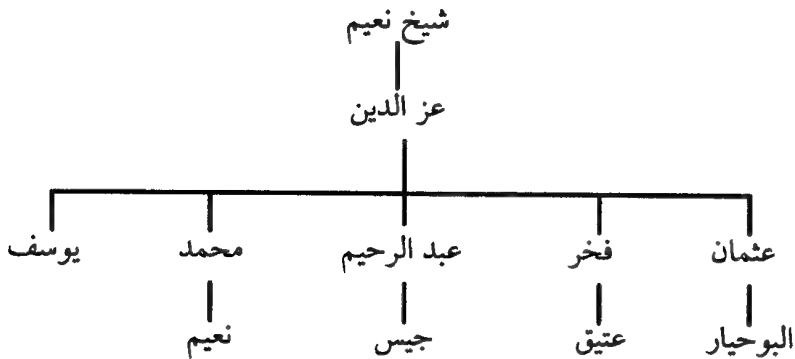 شيخ نعيم
عز الدين
عثمان فخر عبد الرحيم محمد يوسف
البوحيار عتيق جيس نعيم